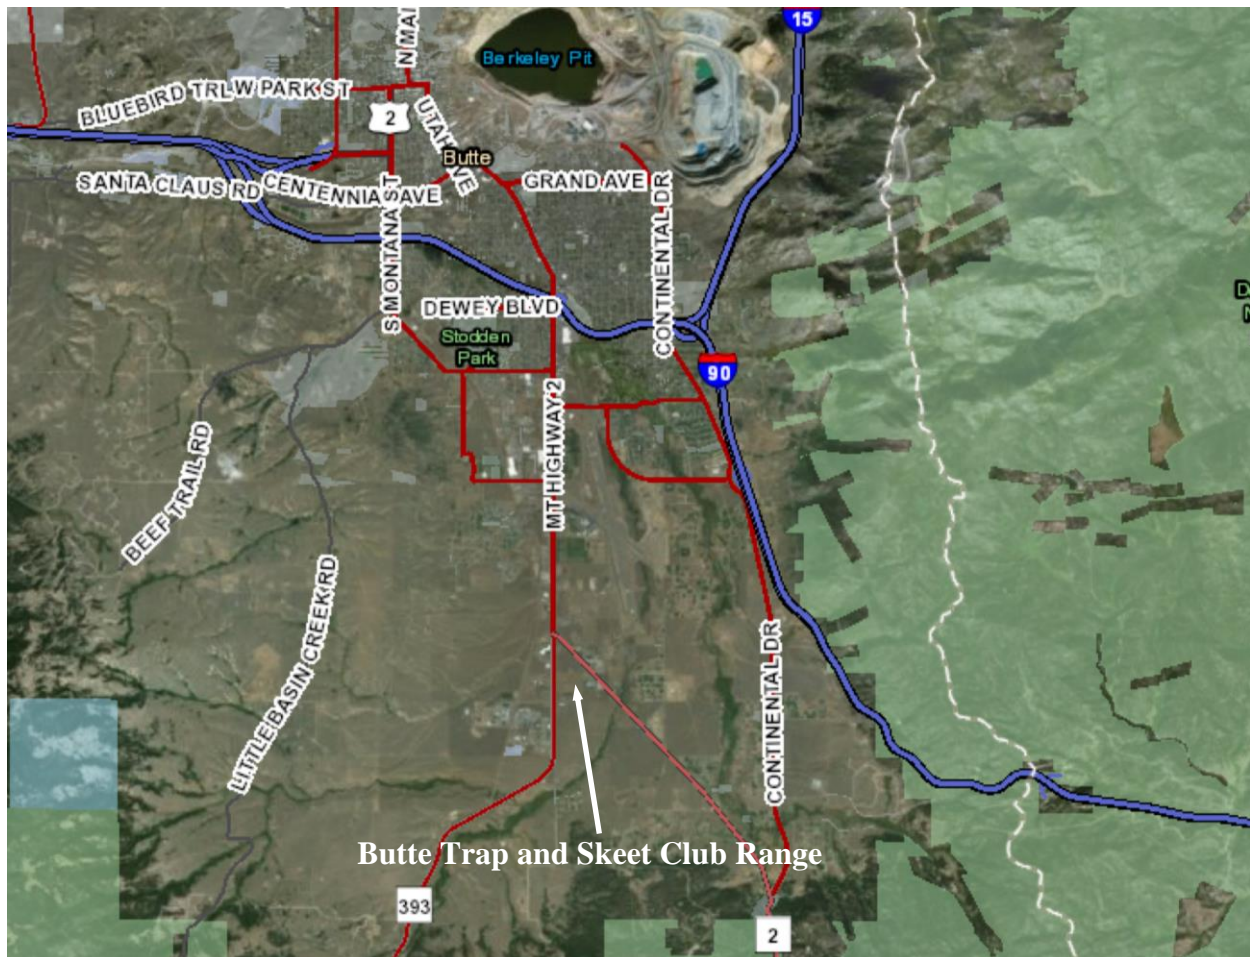 15
N MAI
Berkeley Pit
BLUEBIRD TRL
W PARK ST
2
UTAH AVE
Butte
SANTA CLAUS RD
CENTENNIAL AVE
GRAND AVE
S MONTANA ST
CONTINENTAL DR
D
N
DEWEY BLVD
Stodden
Park
90
MT HIGHWAY 2
BEEF TRAIL RD
LITTLE BASIN CREEK RD
CONTINENTAL DR
Butte Trap and Skeet Club Range
393
2